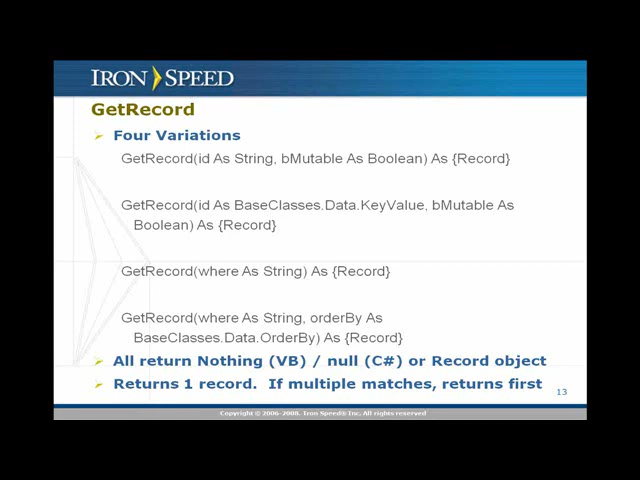 IRON SPEED
GetRecord
Four Variations
GetRecord(id As String, bMutable As Boolean) As {Record}
GetRecord(id As BaseClasses.Data.KeyValue, bMutable As
Boolean) As {Record}
GetRecord(where As String) As {Record}
GetRecord(where As String, orderBy As
BaseClasses.Data.OrderBy) As {Record}
All return Nothing (VB) / null (C#) or Record object
Returns 1 record. If multiple matches, returns first
13
Copyright © 2006-2008. Iron Speed® Inc. All rights reserved